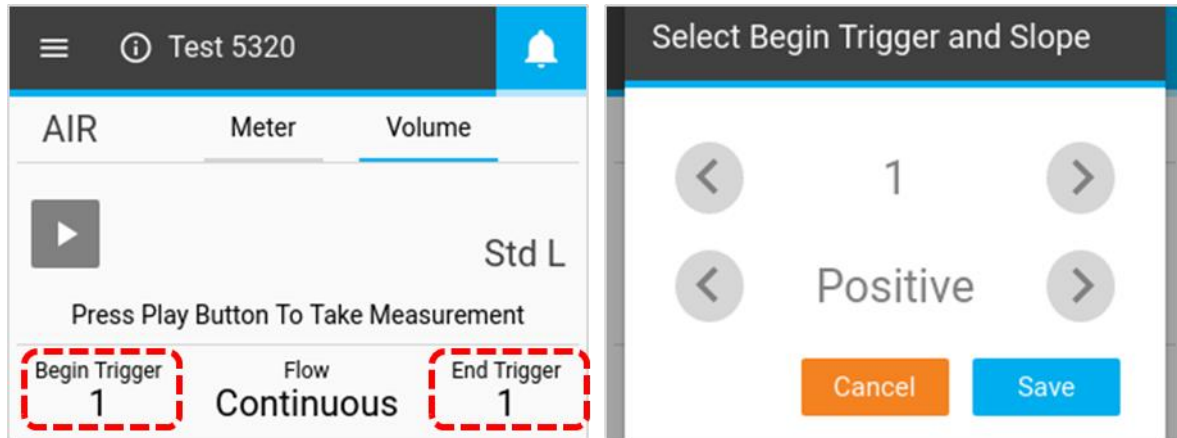 Test 5320
AIR Meter Volume
Std L
Press Play Button To Take Measurement
Begin Trigger Flow End Trigger
1 Continuous 1
Select Begin Trigger and Slope
1
Positive
Cancel Save